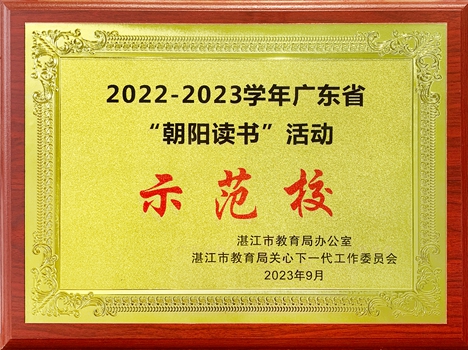 2022-2023学年广东省
“朝阳读书”活动
示范校
湛江市教育局办公室
湛江市教育局关心下一代工作委员会
2023年9月